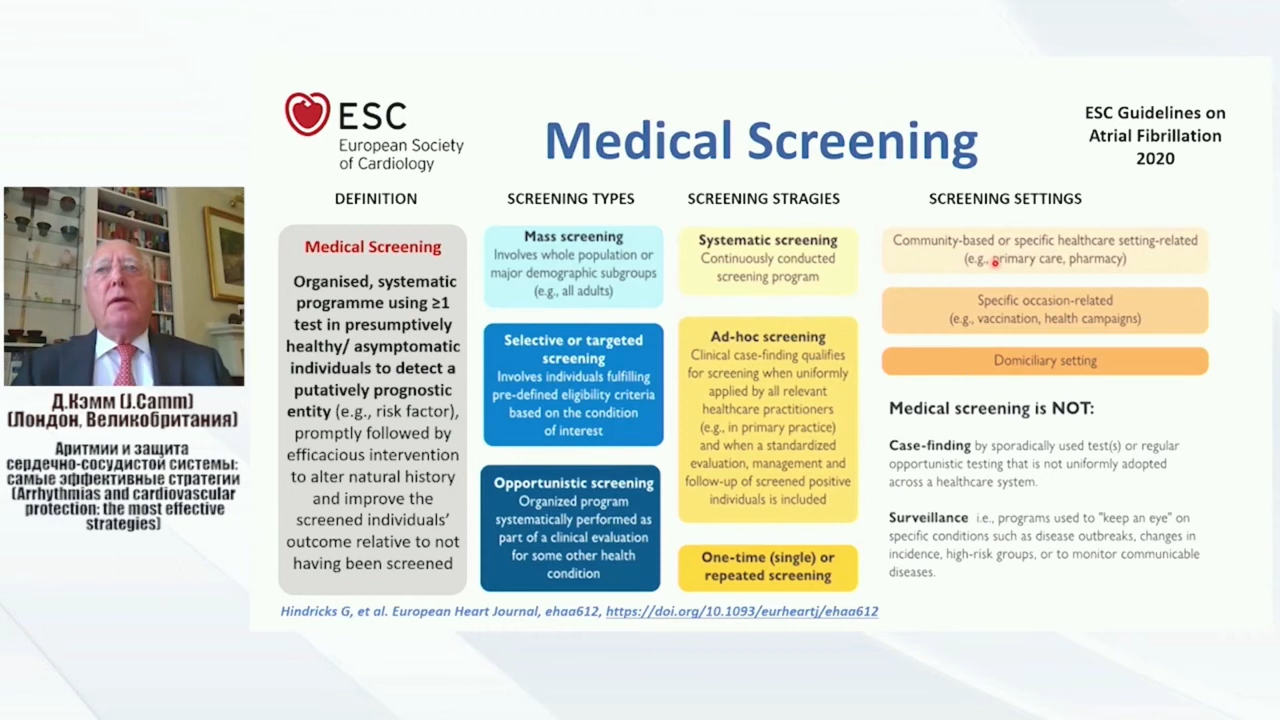 ESC
European Society
of Cardiology
Medical Screening
ESC Guidelines on
Atrial Fibrillation
2020
DEFINITION
Medical Screening
Organised, systematic
programme using ≥1
test in presumptively
healthy/ asymptomatic
individuals to detect a
putatively prognostic
entity (e.g., risk factor),
promptly followed by
efficacious intervention
to alter natural history
and improve the
screened individuals'
outcome relative to not
having been screened
SCREENING TYPES
Mass screening
Involves whole population or
major demographic subgroups
(e.g., all adults)
Selective or targeted
screening
Involves individuals fulfilling
pre-defined eligibility criteria
based on the condition
of interest
Opportunistic screening
Organized program
systematically performed as
part of a clinical evaluation
for some other health
condition
SCREENING STRAGIES
Systematic screening
Continuously conducted
screening program
Ad-hoc screening
Clinical case-finding qualifies
for screening when uniformly
applied by all relevant
healthcare practitioners
(e.g., in primary practice)
and when a standardized
evaluation, management and
follow-up of screened positive
individuals is included
One-time (single) or
repeated screening
SCREENING SETTINGS
Community-based or specific healthcare setting-related
(e.g., primary care, pharmacy)
Specific occasion-related
(e.g., vaccination, health campaigns)
Domiciliary setting
Medical screening is NOT:
Case-finding by sporadically used test(s) or regular
opportunistic testing that is not uniformly adopted
across a healthcare system.
Surveillance i.e., programs used to "keep an eye" on
specific conditions such as disease outbreaks, changes in
incidence, high-risk groups, or to monitor communicable
diseases.
Hindricks G, et al. European Heart Journal, ehaa612, https://doi.org/10.1093/eurheartj/ehaa612
Д.Кэмм (J.Camm)
(Лондон, Великобритания)
Аритмии и защита
сердечно-сосудистой системы:
самые эффективные стратегии
(Arrhythmias and cardiovascular
protection: the most effective
strategies)